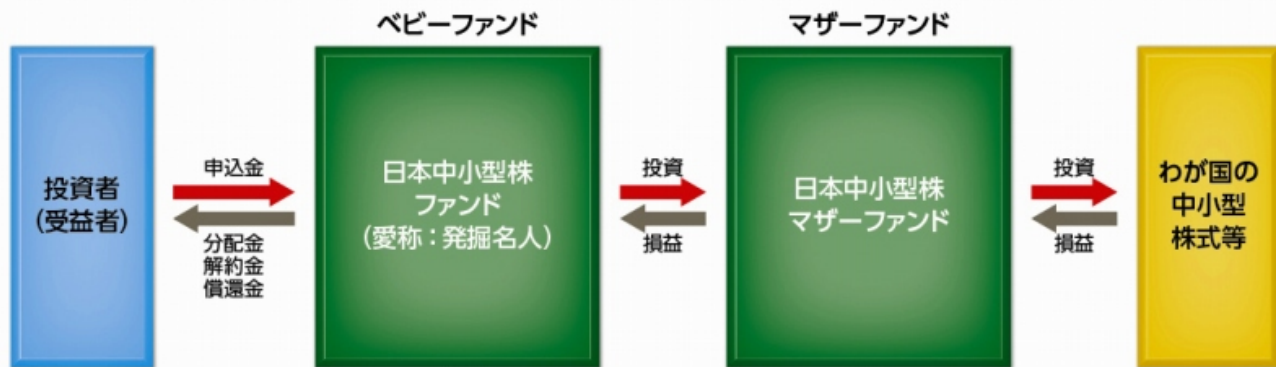 ベビーファンド
マザーファンド
投資者
(受益者)
申込金
分配金
解約金
償還金
日本中小型株
ファンド
(愛称：発掘名人)
投資
損益
日本中小型株
マザーファンド
投資
損益
わが国の
中小型
株式等